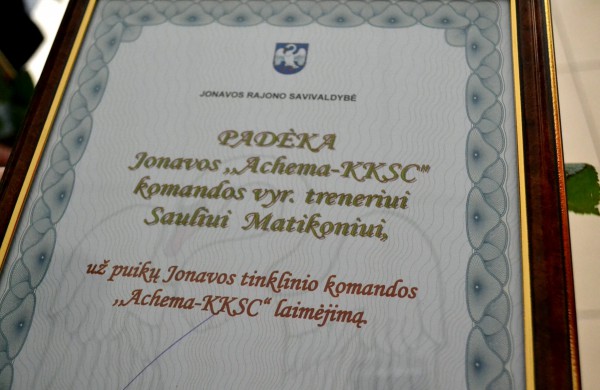 JONAVOS RAJONO SAVIVALDYBĖ
PADĖKA
Jonavos „Achema-KKSC“
komandos vyr. treneriui
Sauliui Matikoniui,
už puikų Jonavos tinklinio komandos
„Achema-KKSC“ laimėjimą.